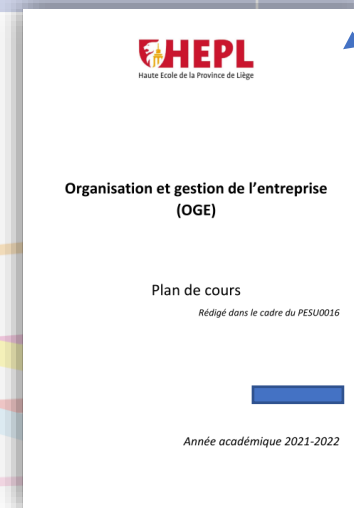 HEPL
Haute Ecole de la Province de Liège
Organisation et gestion de l'entreprise
(OGE)
Plan de cours
Rédigé dans le cadre du PESU0016
Année académique 2021-2022